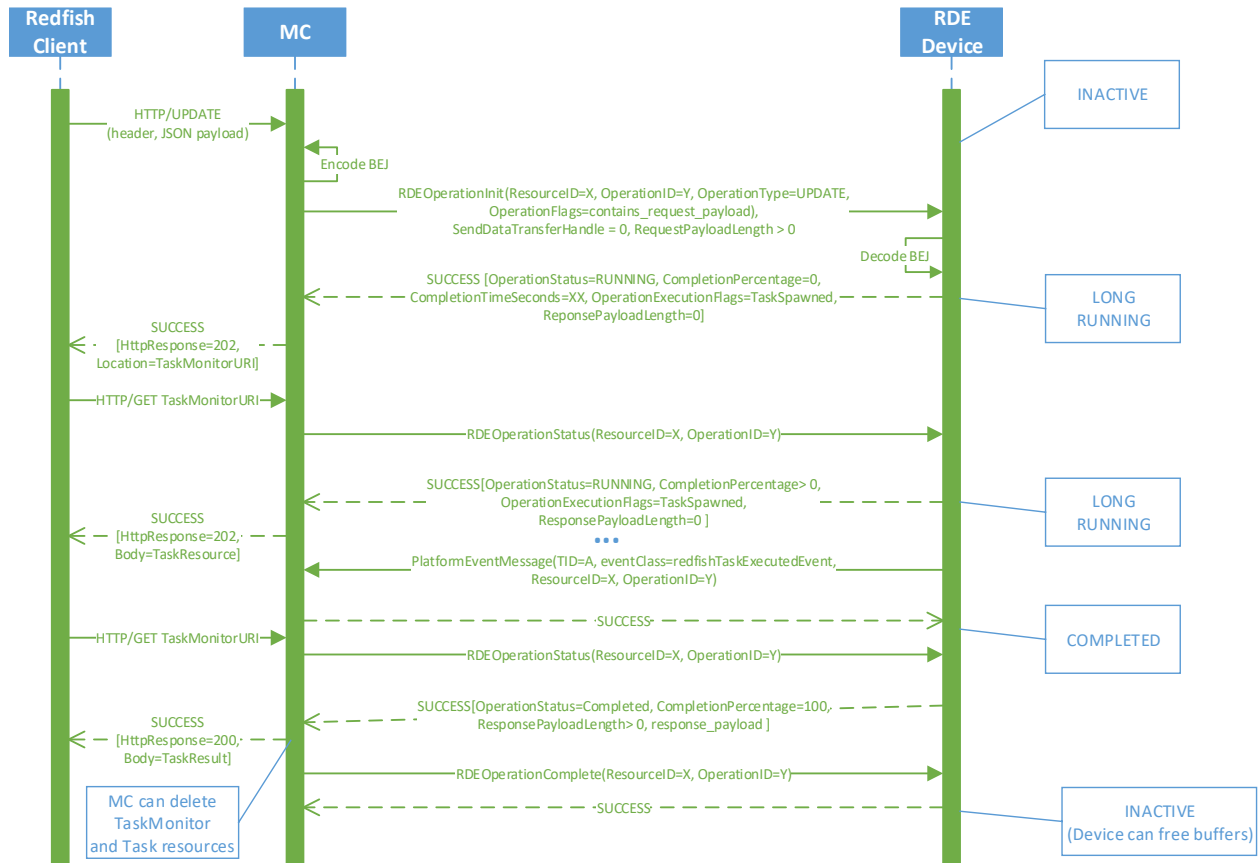 Redfish
Client
MC
RDE
Device
INACTIVE
HTTP/UPDATE
(header, JSON payload)
Encode BEJ
RDEOperationInit(ResourceID=X, OperationID=Y, OperationType=UPDATE,
OperationFlags=contains_request_payload),
SendDataTransferHandle = 0, RequestPayloadLength > 0
Decode BEJ
SUCCESS [OperationStatus=RUNNING, CompletionPercentage=0,
CompletionTimeSeconds=XX, OperationExecutionFlags=TaskSpawned,
ReponsePayloadLength=0]
LONG
RUNNING
SUCCESS
[HttpResponse=202,
Location=TaskMonitorURI]
HTTP/GET TaskMonitorURI
RDEOperationStatus(ResourceID=X, OperationID=Y)
SUCCESS[OperationStatus=RUNNING, CompletionPercentage> 0,
OperationExecutionFlags=TaskSpawned,
ResponsePayloadLength=0 ]
LONG
RUNNING
SUCCESS
[HttpResponse=202,
Body=TaskResource]
...
PlatformEventMessage(TID=A, eventClass=redfishTaskExecutedEvent,
ResourceID=X, OperationID=Y)
SUCCESS
COMPLETED
HTTP/GET TaskMonitorURI
RDEOperationStatus(ResourceID=X, OperationID=Y)
SUCCESS[OperationStatus=Completed, CompletionPercentage=100,
ResponsePayloadLength> 0, response_payload ]
SUCCESS
[HttpResponse=200,
Body=TaskResult]
RDEOperationComplete(ResourceID=X, OperationID=Y)
SUCCESS
MC can delete
TaskMonitor
and Task resources
INACTIVE
(Device can free buffers)